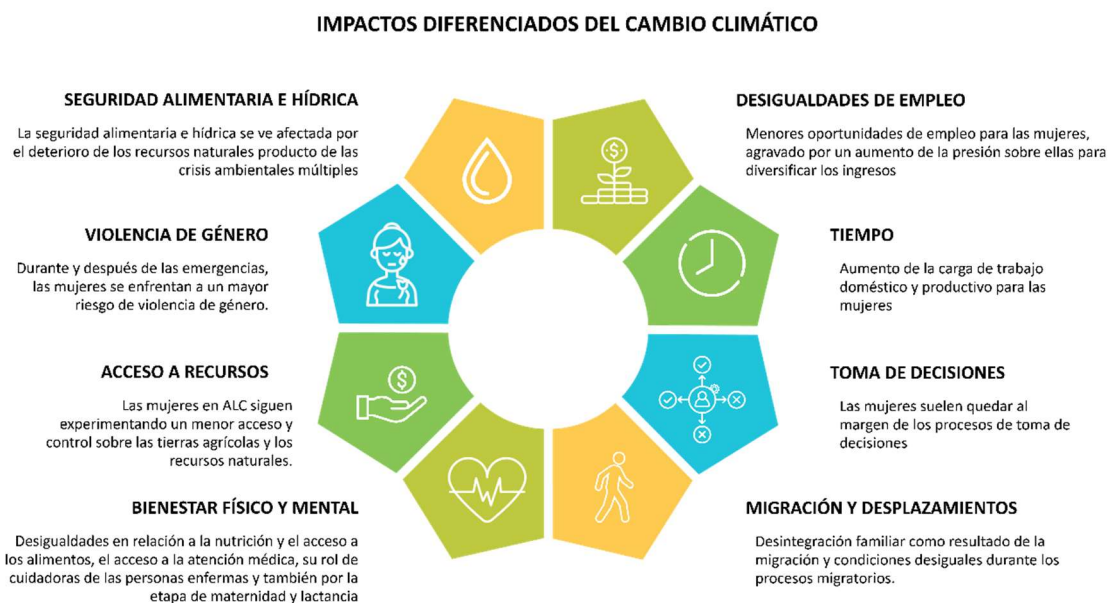 IMPACTOS DIFERENCIADOS DEL CAMBIO CLIMÁTICO
SEGURIDAD ALIMENTARIA E HÍDRICA
La seguridad alimentaria e hídrica se ve afectada por
el deterioro de los recursos naturales producto de las
crisis ambientales múltiples
VIOLENCIA DE GÉNERO
Durante y después de las emergencias,
las mujeres se enfrentan a un mayor
riesgo de violencia de género.
ACCESO A RECURSOS
Las mujeres en ALC siguen
experimentando un menor acceso y
control sobre las tierras agrícolas y los
recursos naturales.
BIENESTAR FÍSICO Y MENTAL
Desigualdades en relación a la nutrición y el acceso a
los alimentos, el acceso a la atención médica, su rol de
cuidadoras de las personas enfermas y también por la
etapa de maternidad y lactancia
DESIGUALDADES DE EMPLEO
Menores oportunidades de empleo para las mujeres,
agravado por un aumento de la presión sobre ellas para
diversificar los ingresos
TIEMPO
Aumento de la carga de trabajo
doméstico y productivo para las
mujeres
TOMA DE DECISIONES
Las mujeres suelen quedar al
margen de los procesos de toma de
decisiones
MIGRACIÓN Y DESPLAZAMIENTOS
Desintegración familiar como resultado de la
migración y condiciones desiguales durante los
procesos migratorios.